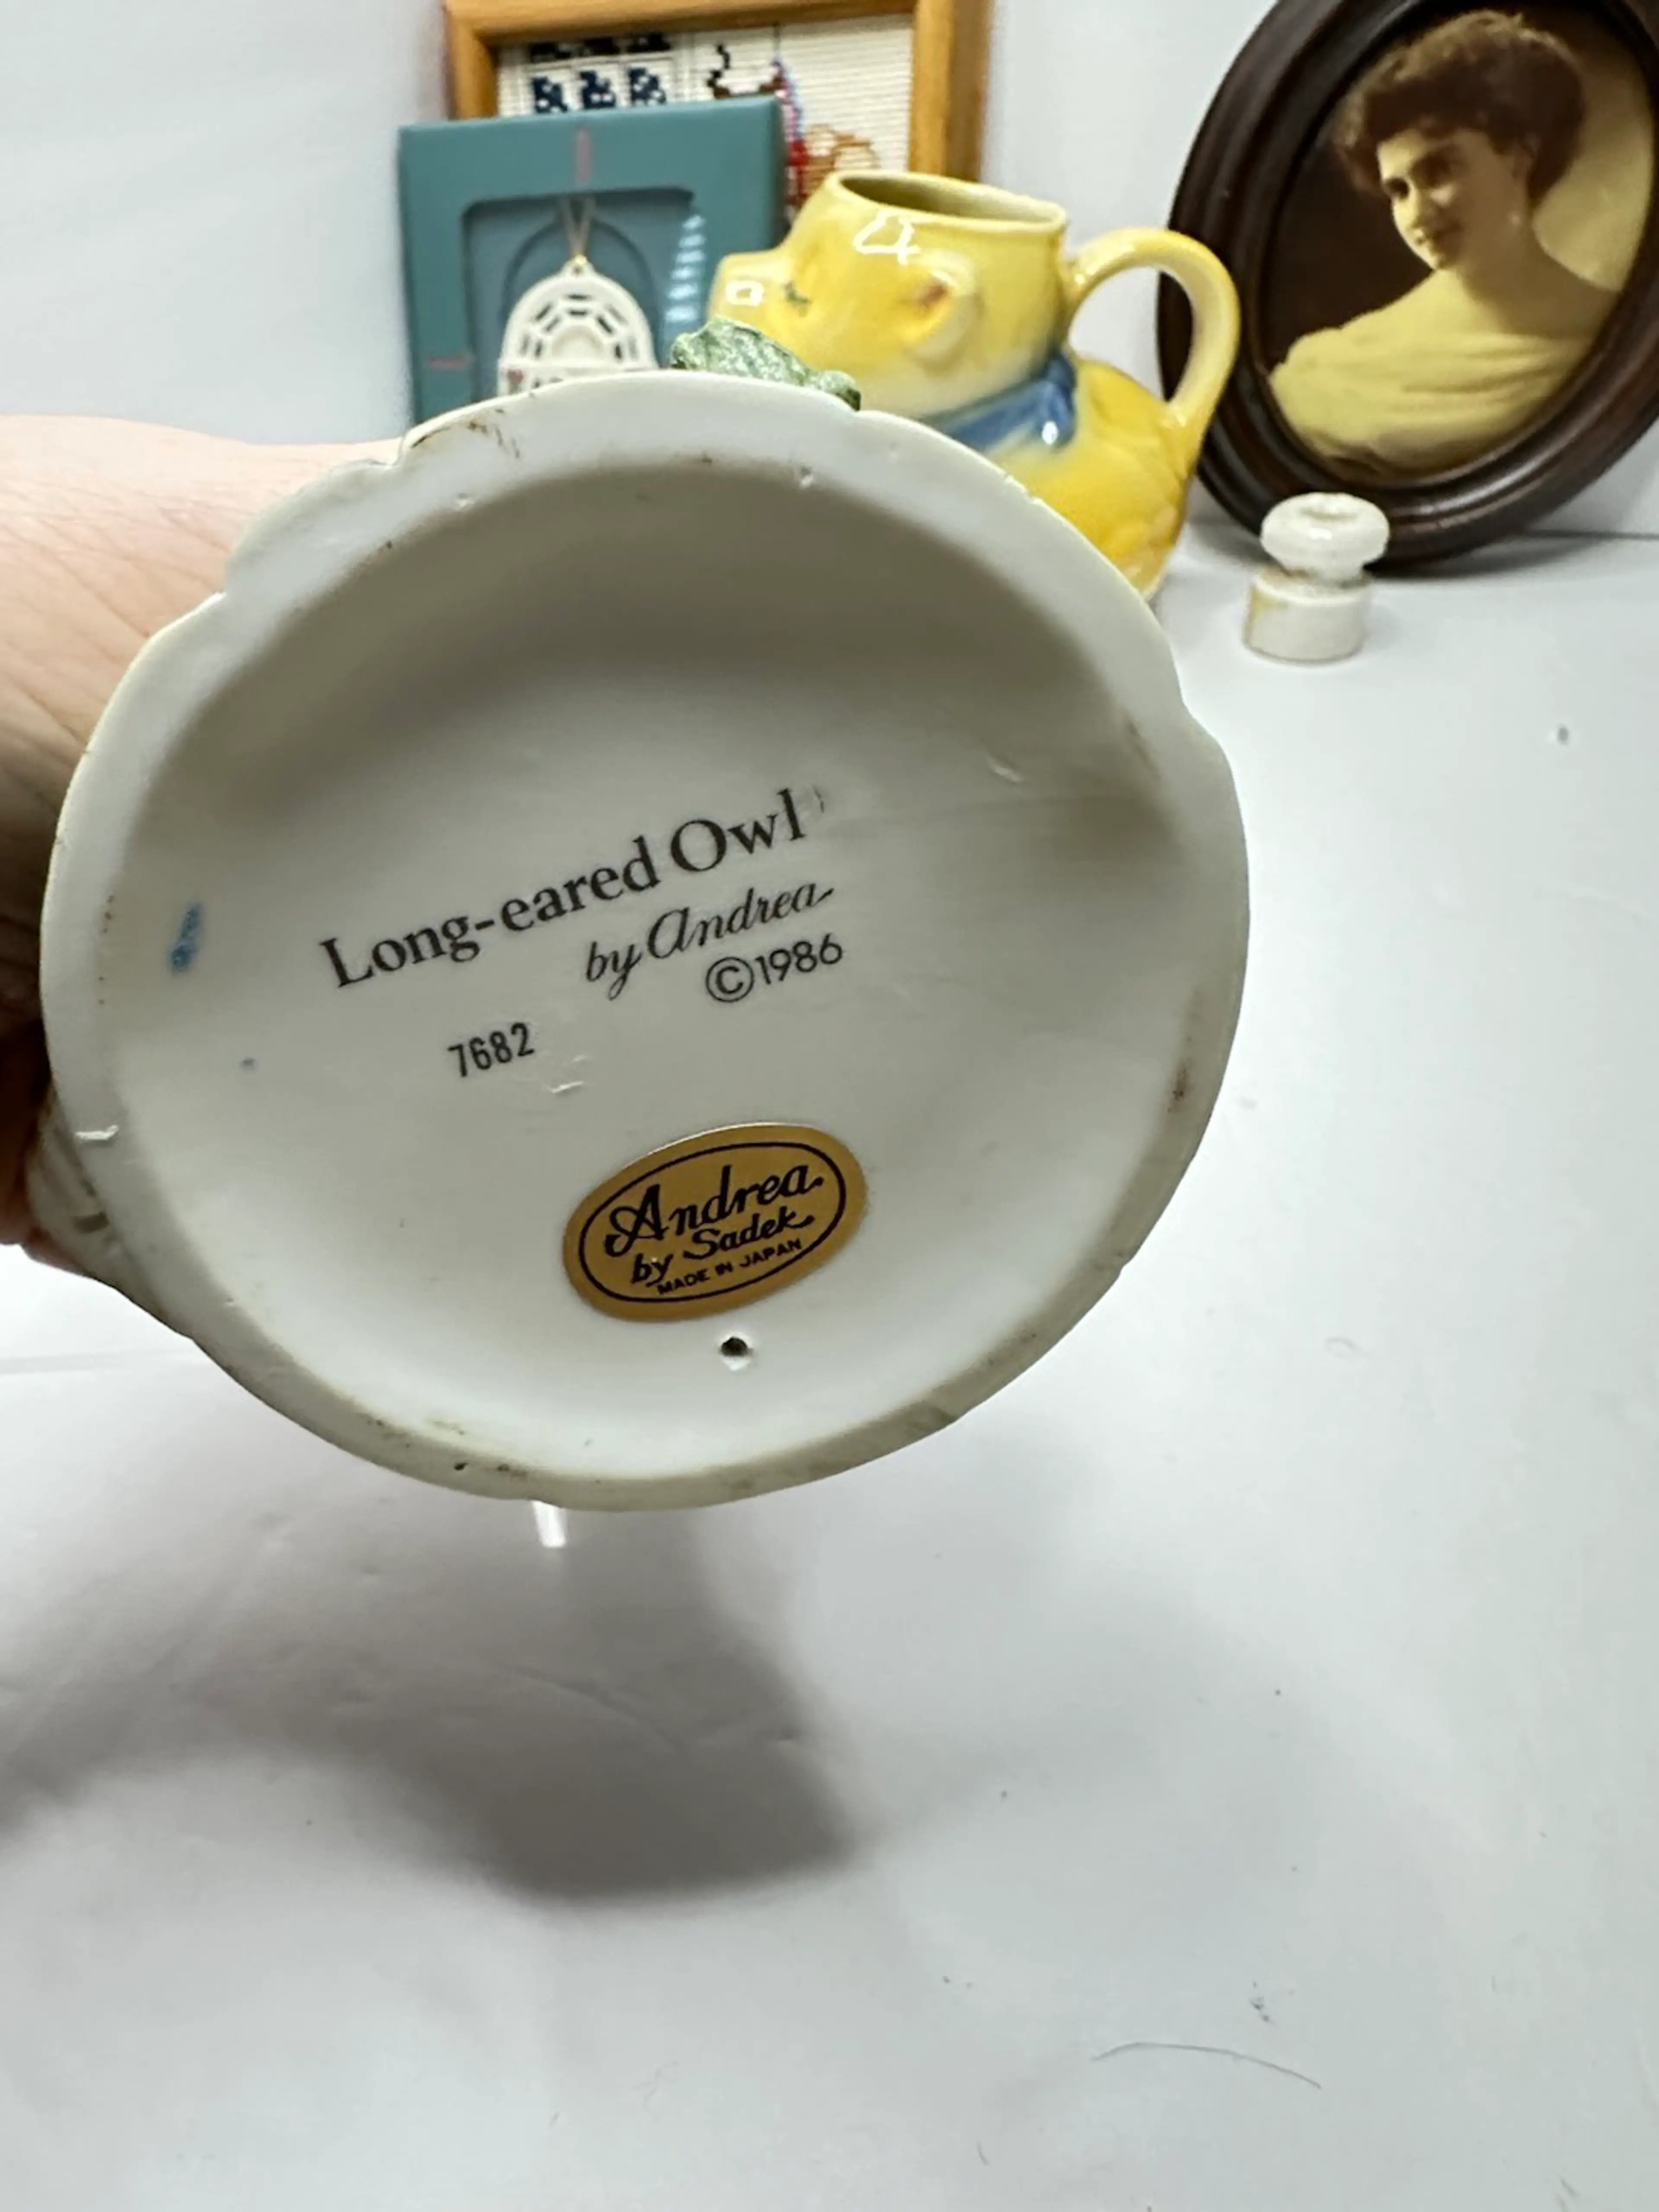 Long-eared Owl
by Andrea
©1986
7682
Andrea
by Sadek
MADE IN JAPAN